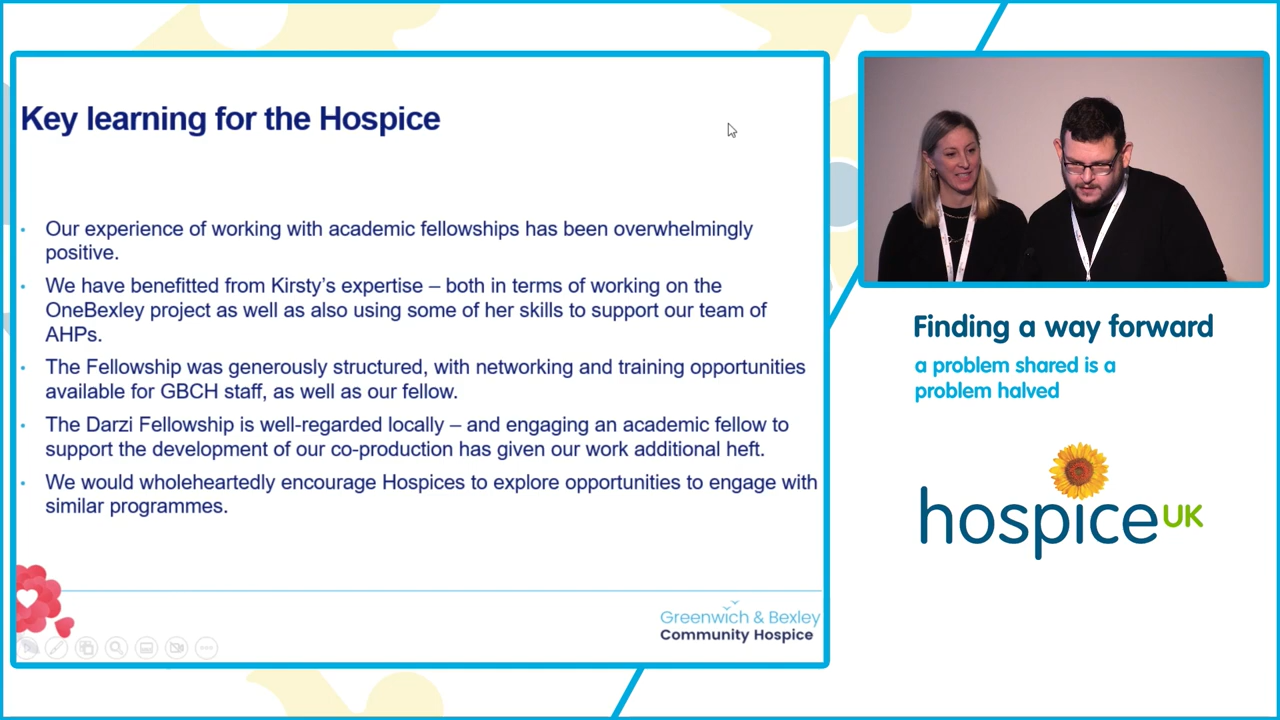 Key learning for the Hospice
• Our experience of working with academic fellowships has been overwhelmingly
positive.
• We have benefitted from Kirsty’s expertise – both in terms of working on the
OneBexley project as well as also using some of her skills to support our team of
AHPs.
• The Fellowship was generously structured, with networking and training opportunities
available for GBCH staff, as well as our fellow.
• The Darzi Fellowship is well-regarded locally – and engaging an academic fellow to
support the development of our co-production has given our work additional heft.
• We would wholeheartedly encourage Hospices to explore opportunities to engage with
similar programmes.
Greenwich & Bexley
Community Hospice
Finding a way forward
a problem shared is a
problem halved
hospice UK